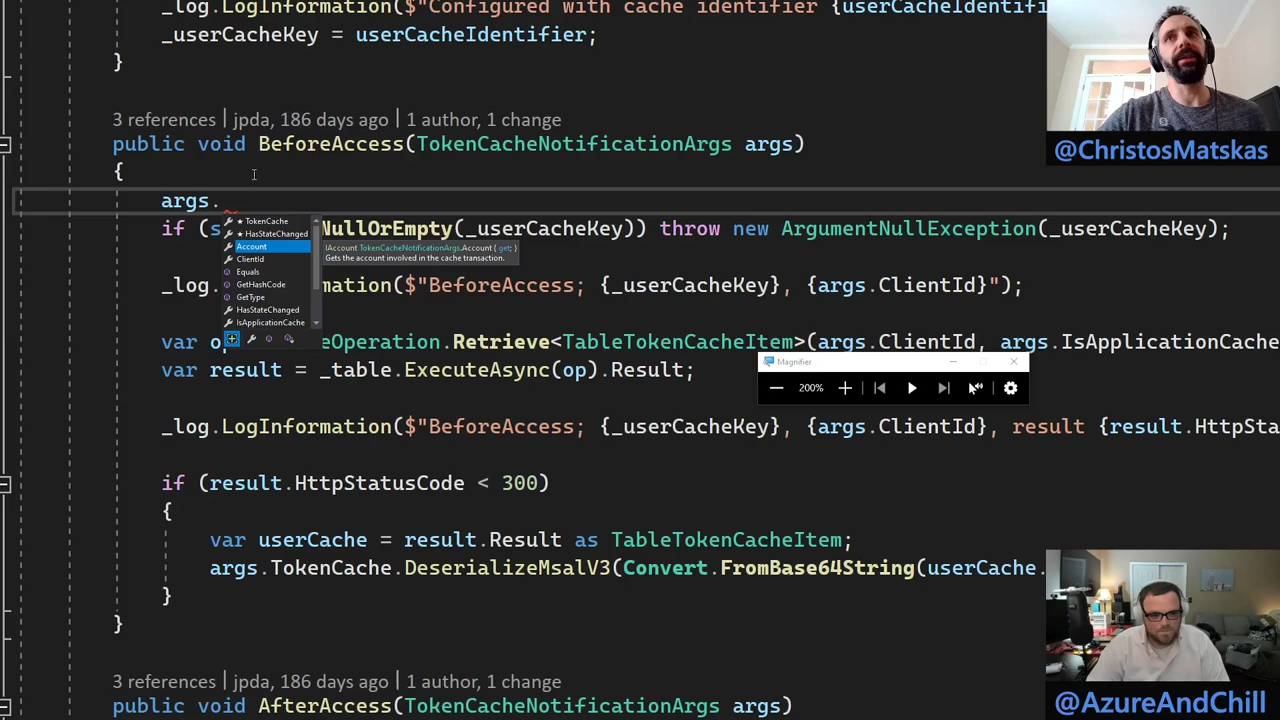 _log.LogInformation($"Configured with cache identifier {userCacheIdentifi
_userCacheKey = userCacheIdentifier;
}
3 references | jpda, 186 days ago | 1 author, 1 change
public void BeforeAccess(TokenCacheNotificationArgs args)
{
args.
if (s NullOrEmpty(_userCacheKey)) throw new ArgumentNullException(_userCacheKey);
★ TokenCache
★ HasStateChanged
Account
ClientId
Equals
GetHashCode
GetType
HasStateChanged
IsApplicationCache
IAccount TokenCacheNotificationArgs.Account { get; }
Gets the account involved in the cache transaction.
_log. mation($"BeforeAccess; {_userCacheKey}, {args.ClientId}");
var op eOperation.Retrieve<TableTokenCacheItem>(args.ClientId, args.IsApplicationCache
var result = _table.ExecuteAsync(op).Result;
Magnifier
200%
_log.LogInformation($"BeforeAccess; {_userCacheKey}, {args.ClientId}, result {result.HttpSta
if (result.HttpStatusCode < 300)
{
var userCache = result.Result as TableTokenCacheItem;
args.TokenCache.DeserializeMsalV3(Convert.FromBase64String(userCache.
}
}
3 references | jpda, 186 days ago | 1 author, 1 change
public void AfterAccess(TokenCacheNotificationArgs args)
@ChristosMatskas
@AzureAndChill